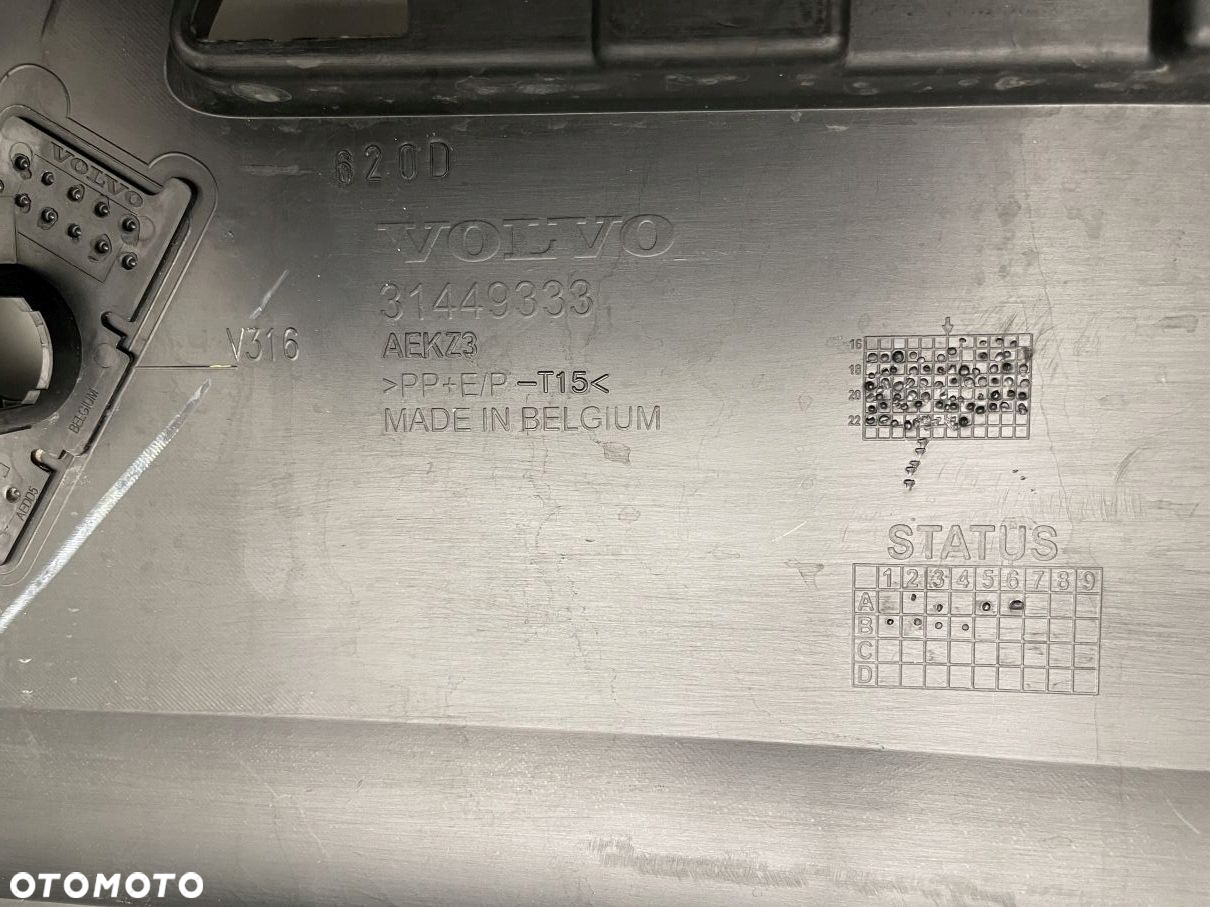 620D
VOLVO
VOLVO
31449333
V316
AEKZ3
>PP+E/P-T15<
MADE IN BELGIUM
BELGIUM
AEDD5
16
18
20
22
STATUS
1 2 3 4 5 6 7 8 9
A
B
C
D
OTOMOTO